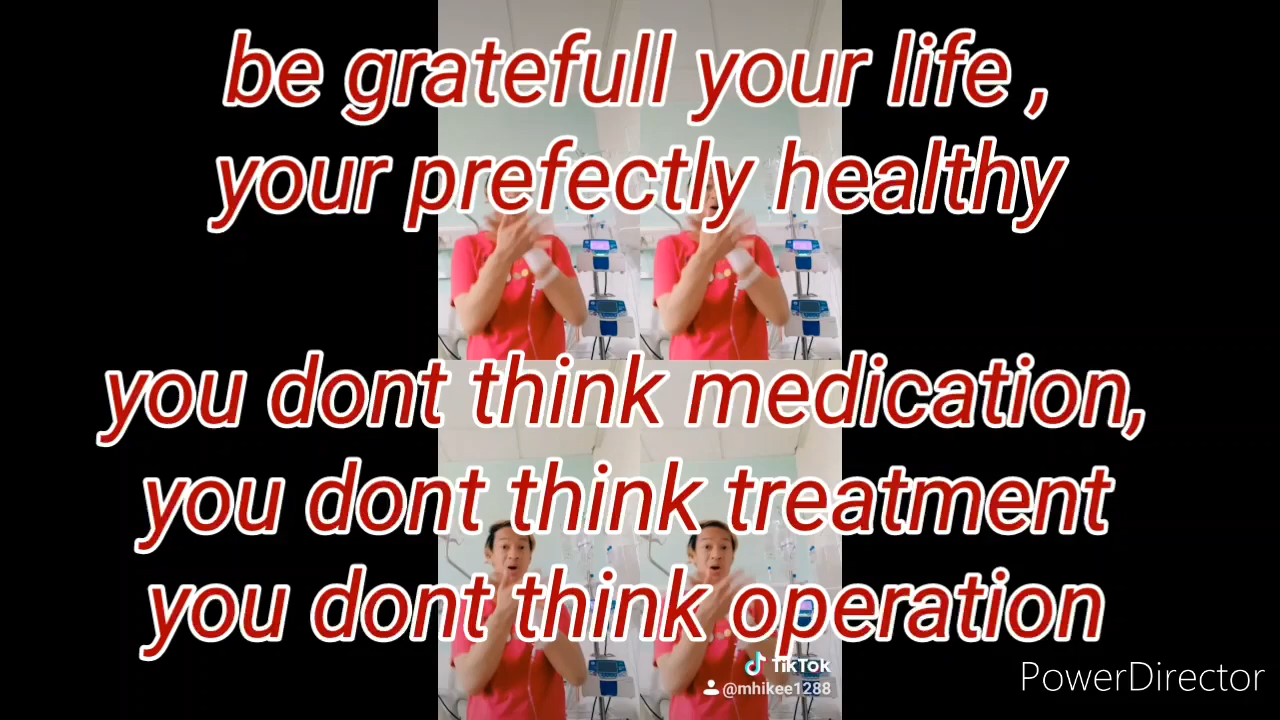 be gratefull your life ,
your prefectly healthy
you dont think medication,
you dont think treatment
you dont think operation
TikTok
@mhikee1288
PowerDirector